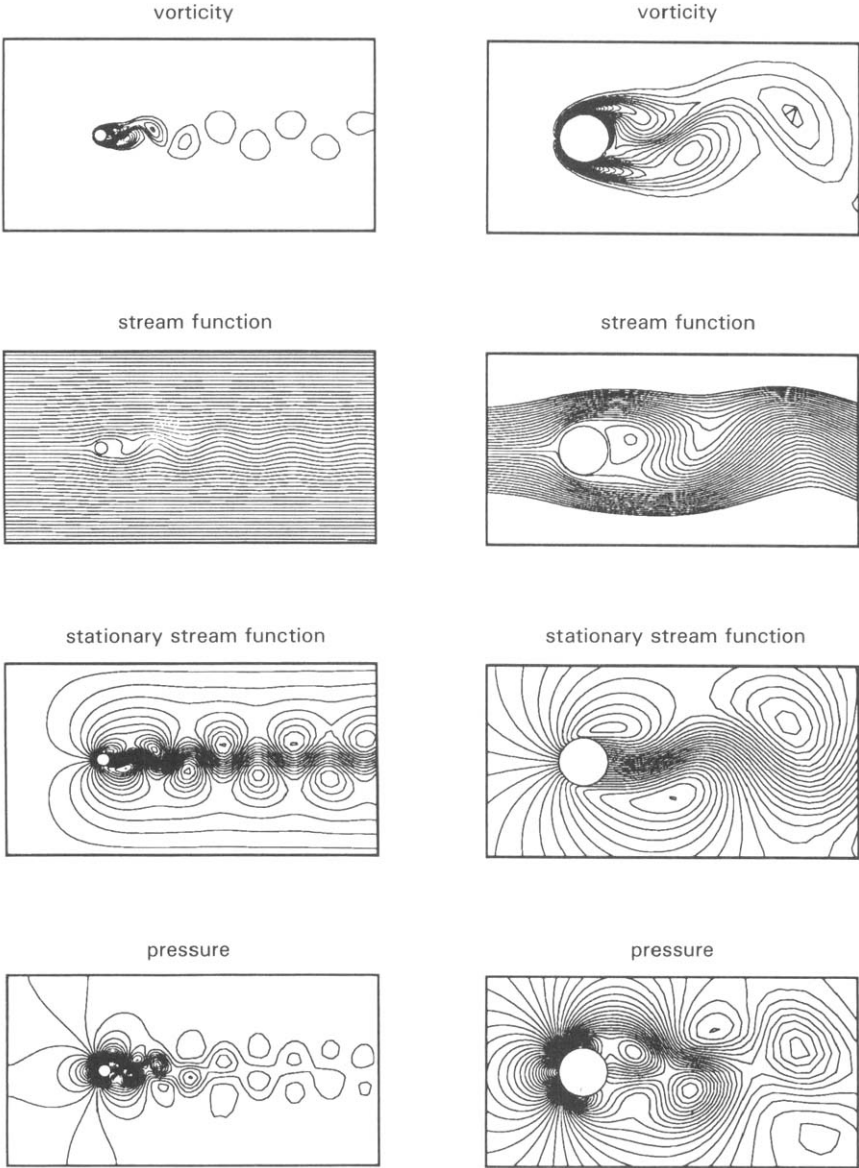 vorticity
vorticity
stream function
stream function
stationary stream function
stationary stream function
pressure
pressure